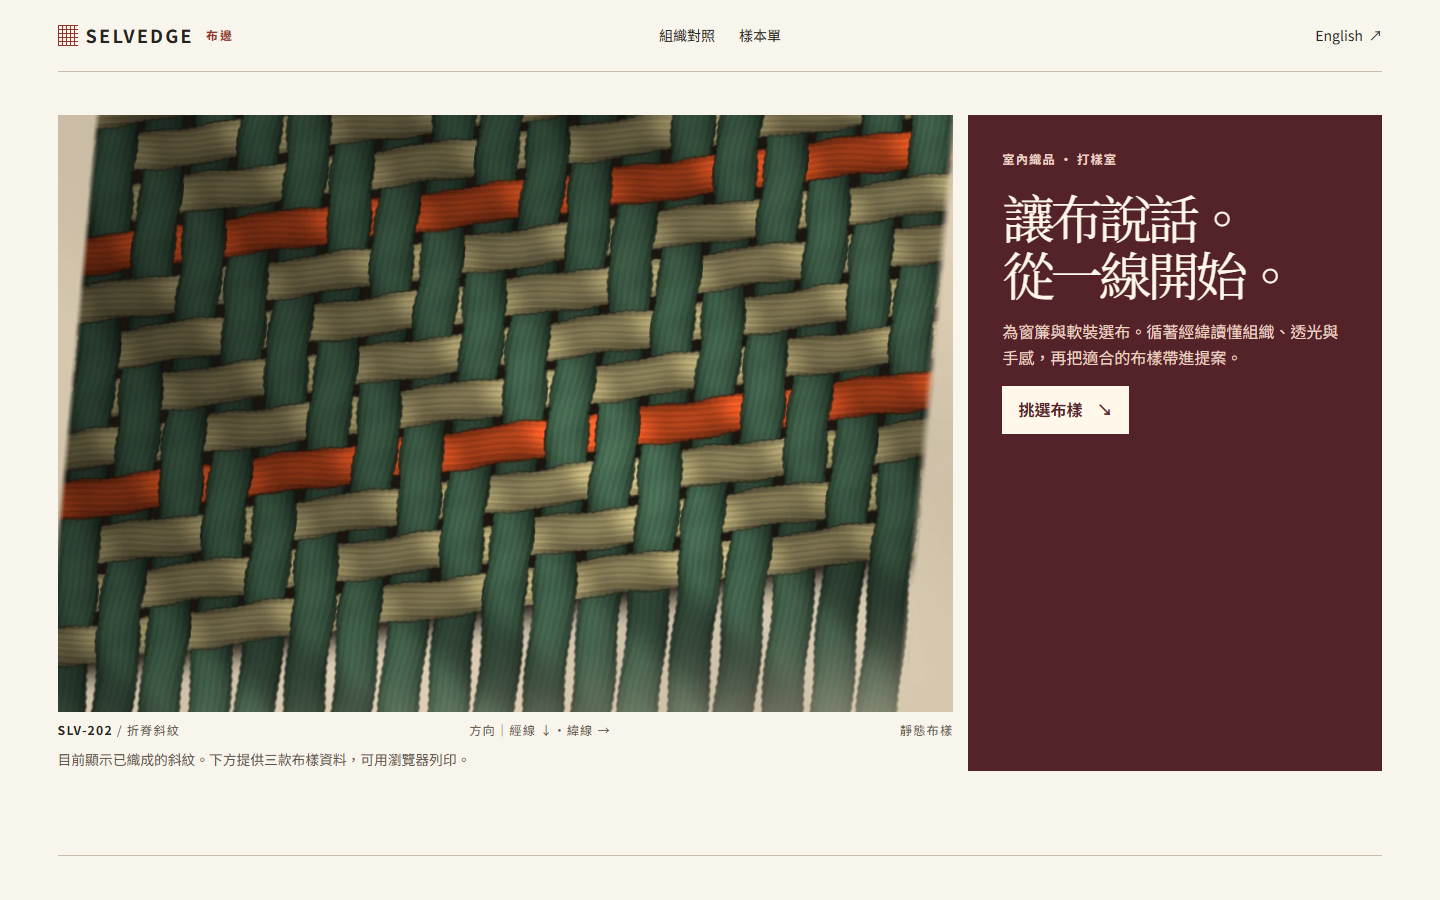 SELVEDGE 布邊
組織對照 樣本單
English ↗
室內織品 · 打樣室
讓布說話。
從一線開始。
為窗簾與軟裝選布。循著經緯讀懂組織、透光與
手感，再把適合的布樣帶進提案。
挑選布樣 ↘
SLV-202 / 折脊斜紋
方向｜經線 ↓・緯線 →
靜態布樣
目前顯示已織成的斜紋。下方提供三款布樣資料，可用瀏覽器列印。